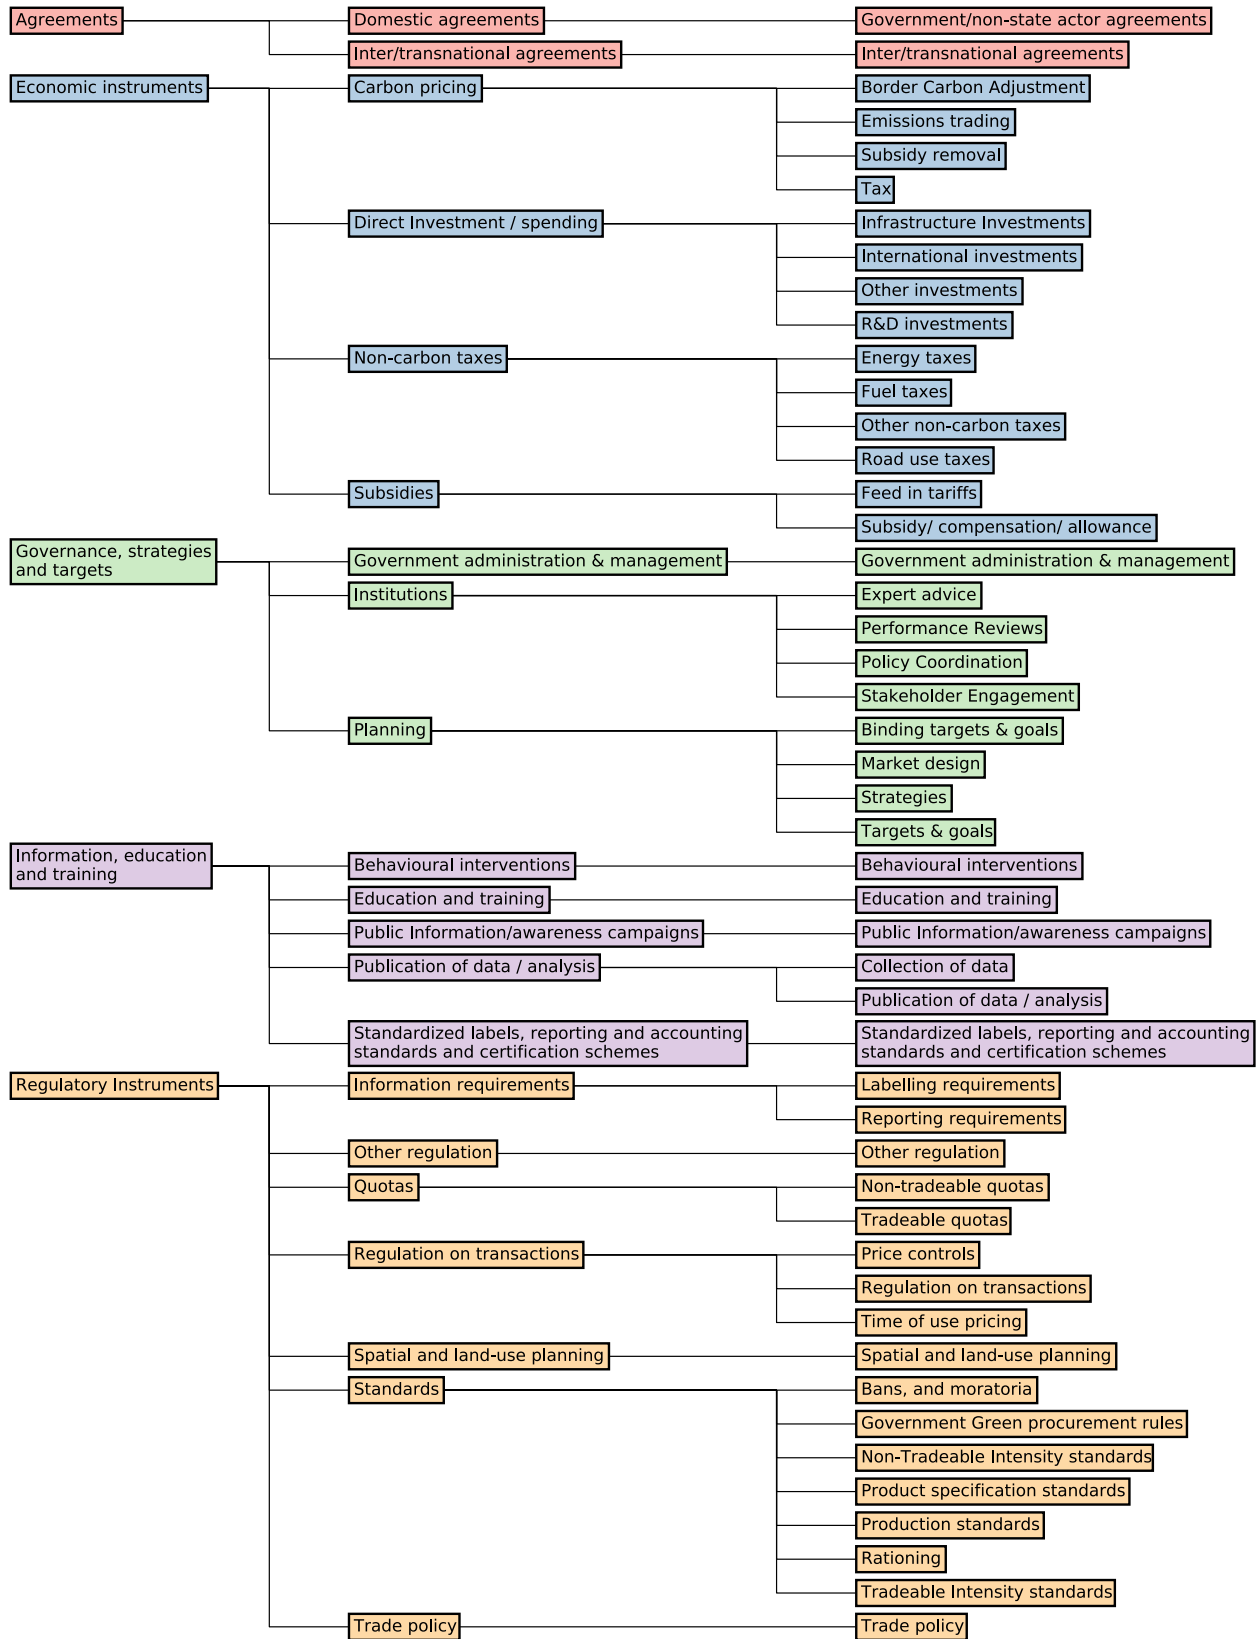 Agreements
Domestic agreements
Government/non-state actor agreements
Inter/transnational agreements
Inter/transnational agreements
Economic instruments
Carbon pricing
Border Carbon Adjustment
Emissions trading
Subsidy removal
Tax
Direct Investment / spending
Infrastructure Investments
International investments
Other investments
R&D investments
Non-carbon taxes
Energy taxes
Fuel taxes
Other non-carbon taxes
Road use taxes
Subsidies
Feed in tariffs
Subsidy/ compensation/ allowance
Governance, strategies
and targets
Government administration & management
Government administration & management
Institutions
Expert advice
Performance Reviews
Policy Coordination
Stakeholder Engagement
Planning
Binding targets & goals
Market design
Strategies
Targets & goals
Information, education
and training
Behavioural interventions
Behavioural interventions
Education and training
Education and training
Public Information/awareness campaigns
Public Information/awareness campaigns
Publication of data / analysis
Collection of data
Publication of data / analysis
Standardized labels, reporting and accounting
standards and certification schemes
Standardized labels, reporting and accounting
standards and certification schemes
Regulatory Instruments
Information requirements
Labelling requirements
Reporting requirements
Other regulation
Other regulation
Quotas
Non-tradeable quotas
Tradeable quotas
Regulation on transactions
Price controls
Regulation on transactions
Time of use pricing
Spatial and land-use planning
Spatial and land-use planning
Standards
Bans, and moratoria
Government Green procurement rules
Non-Tradeable Intensity standards
Product specification standards
Production standards
Rationing
Tradeable Intensity standards
Trade policy
Trade policy